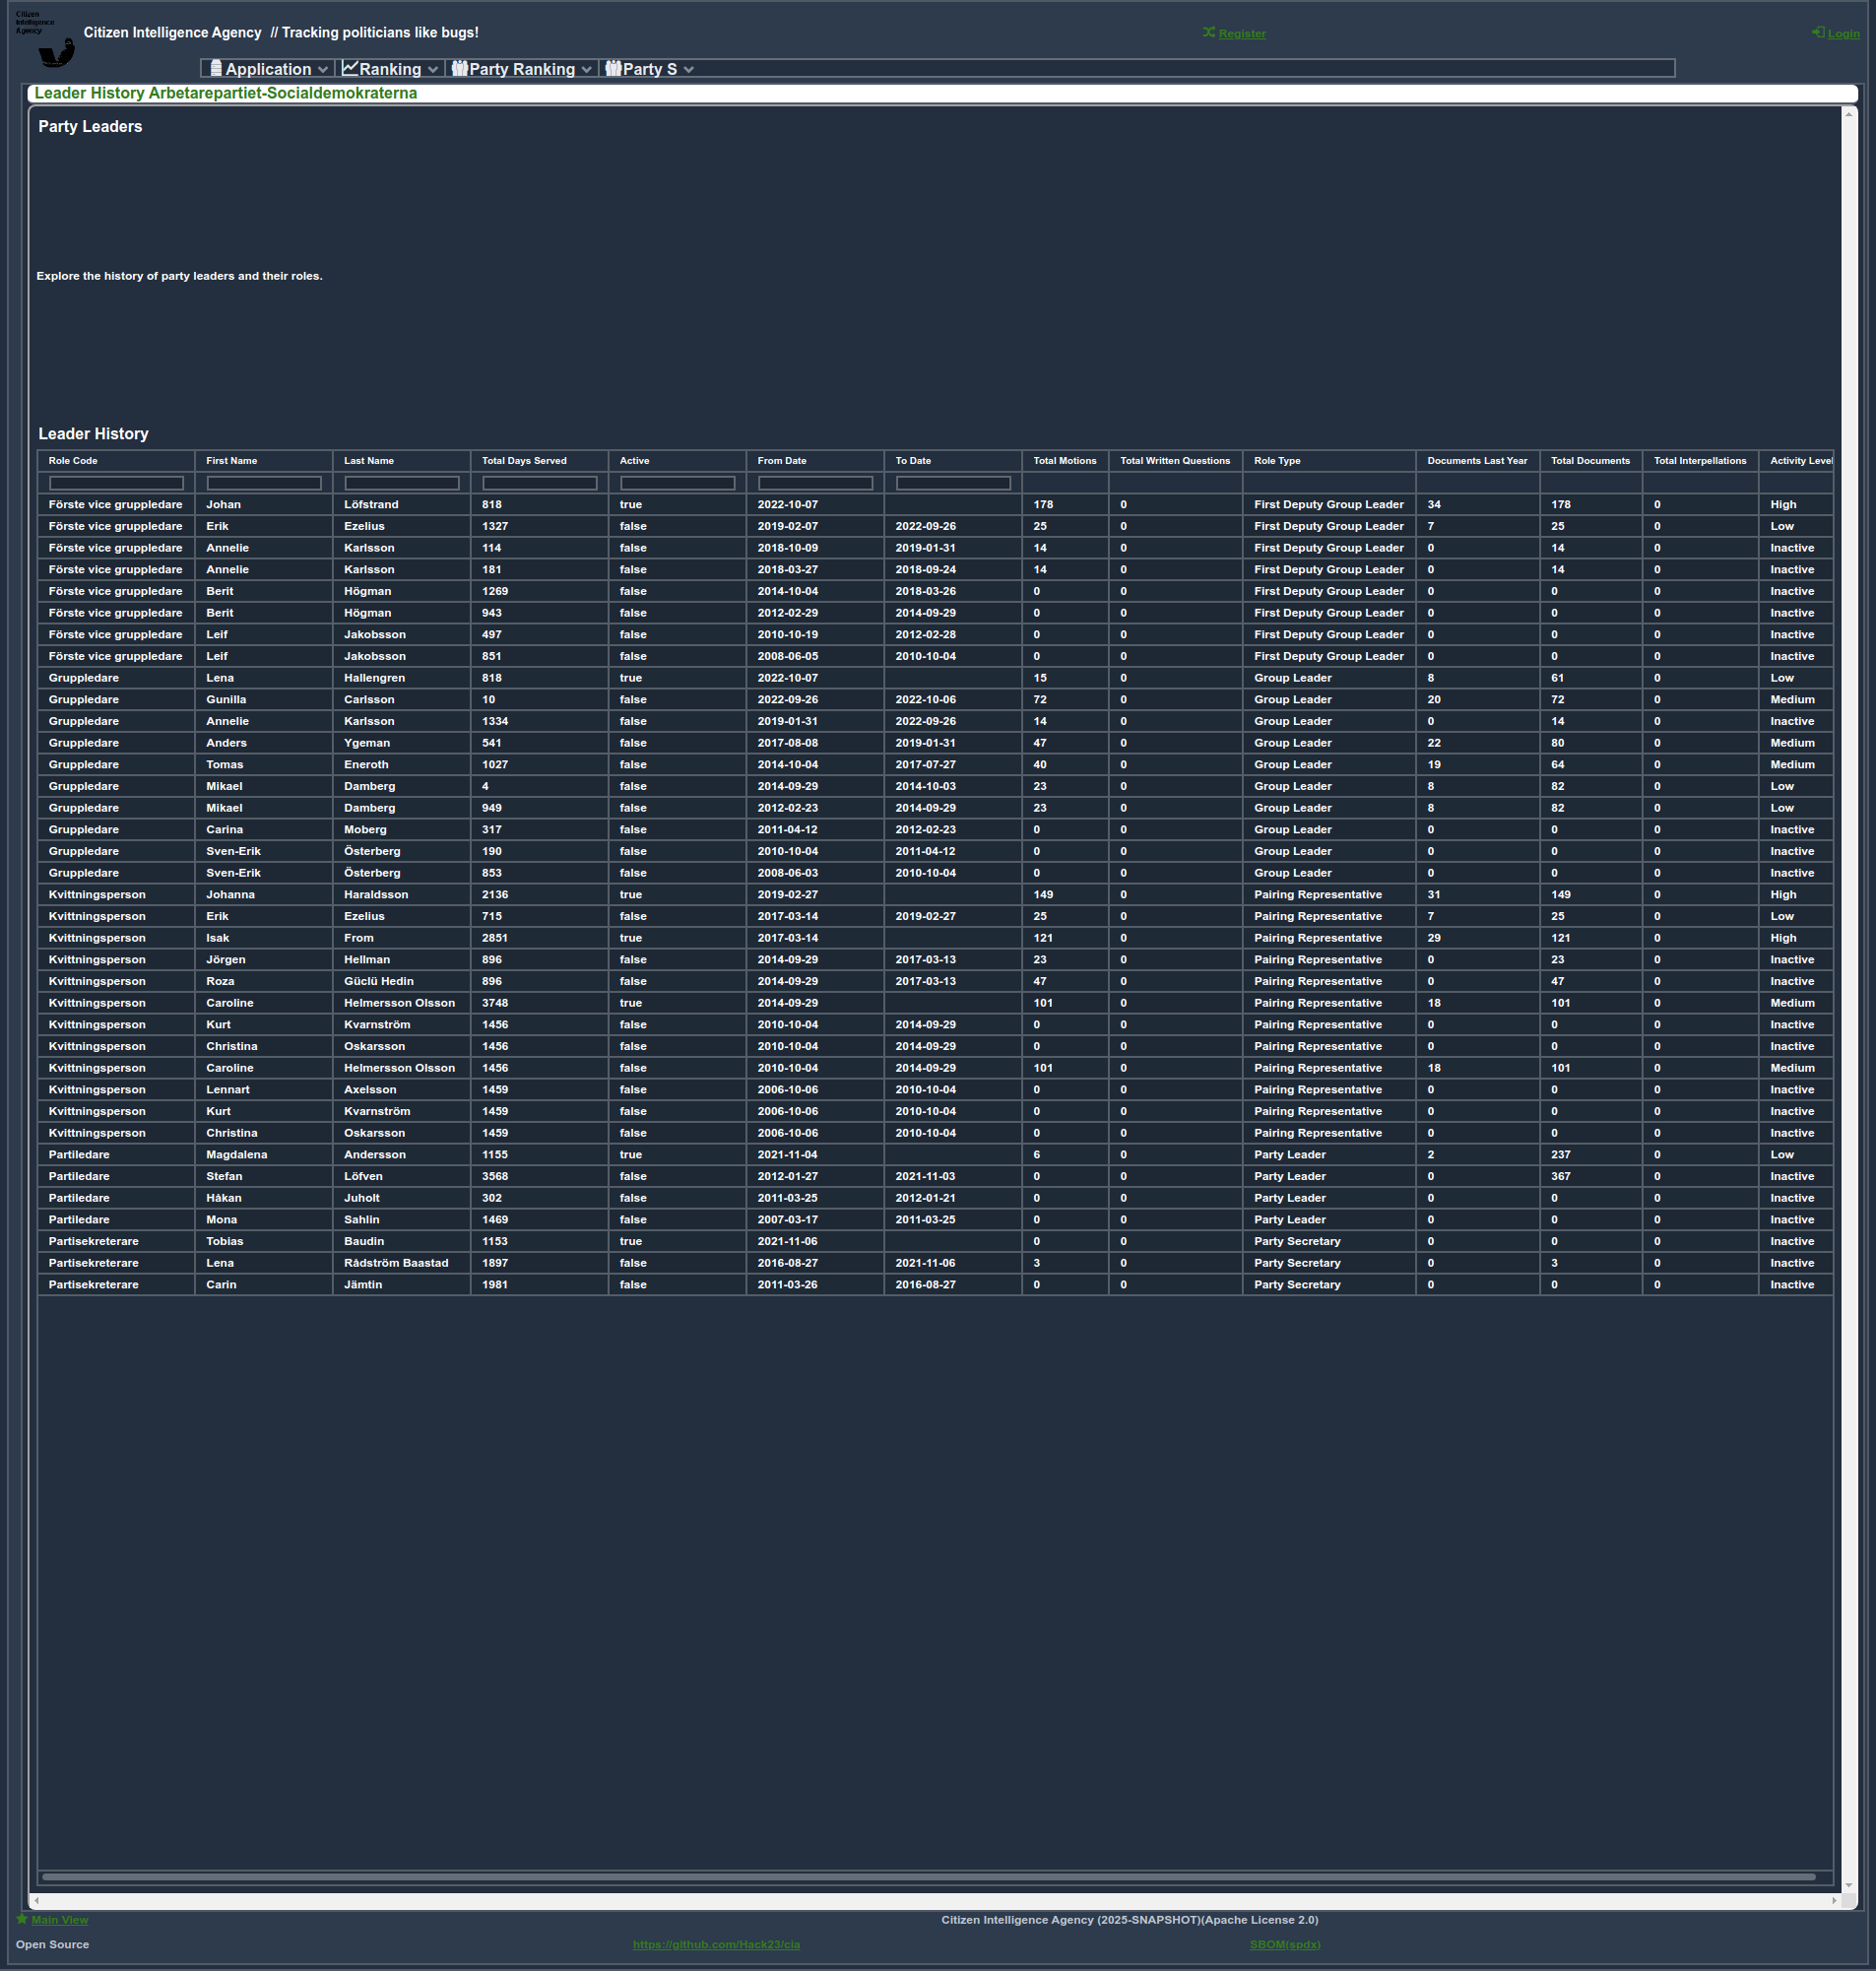 Citizen
Intelligence
Agency
Citizen Intelligence Agency // Tracking politicians like bugs!
Register
Login
Application Ranking Party Ranking Party S
Leader History Arbetarepartiet-Socialdemokraterna
Party Leaders
Explore the history of party leaders and their roles.
Leader History
Role Code First Name Last Name Total Days Served Active From Date To Date Total Motions Total Written Questions Role Type Documents Last Year Total Documents Total Interpellations Activity Level
Förste vice gruppledare Johan Löfstrand 818 true 2022-10-07 178 0 First Deputy Group Leader 34 178 0 High
Förste vice gruppledare Erik Ezelius 1327 false 2019-02-07 2022-09-26 25 0 First Deputy Group Leader 7 25 0 Low
Förste vice gruppledare Annelie Karlsson 114 false 2018-10-09 2019-01-31 14 0 First Deputy Group Leader 0 14 0 Inactive
Förste vice gruppledare Annelie Karlsson 181 false 2018-03-27 2018-09-24 14 0 First Deputy Group Leader 0 14 0 Inactive
Förste vice gruppledare Berit Högman 1269 false 2014-10-04 2018-03-26 0 0 First Deputy Group Leader 0 0 0 Inactive
Förste vice gruppledare Berit Högman 943 false 2012-02-29 2014-09-29 0 0 First Deputy Group Leader 0 0 0 Inactive
Förste vice gruppledare Leif Jakobsson 497 false 2010-10-19 2012-02-28 0 0 First Deputy Group Leader 0 0 0 Inactive
Förste vice gruppledare Leif Jakobsson 851 false 2008-06-05 2010-10-04 0 0 First Deputy Group Leader 0 0 0 Inactive
Gruppledare Lena Hallengren 818 true 2022-10-07 15 0 Group Leader 8 61 0 Low
Gruppledare Gunilla Carlsson 10 false 2022-09-26 2022-10-06 72 0 Group Leader 20 72 0 Medium
Gruppledare Annelie Karlsson 1334 false 2019-01-31 2022-09-26 14 0 Group Leader 0 14 0 Inactive
Gruppledare Anders Ygeman 541 false 2017-08-08 2019-01-31 47 0 Group Leader 22 80 0 Medium
Gruppledare Tomas Eneroth 1027 false 2014-10-04 2017-07-27 40 0 Group Leader 19 64 0 Medium
Gruppledare Mikael Damberg 4 false 2014-09-29 2014-10-03 23 0 Group Leader 8 82 0 Low
Gruppledare Mikael Damberg 949 false 2012-02-23 2014-09-29 23 0 Group Leader 8 82 0 Low
Gruppledare Carina Moberg 317 false 2011-04-12 2012-02-23 0 0 Group Leader 0 0 0 Inactive
Gruppledare Sven-Erik Österberg 190 false 2010-10-04 2011-04-12 0 0 Group Leader 0 0 0 Inactive
Gruppledare Sven-Erik Österberg 853 false 2008-06-03 2010-10-04 0 0 Group Leader 0 0 0 Inactive
Kvittningsperson Johanna Haraldsson 2136 true 2019-02-27 149 0 Pairing Representative 31 149 0 High
Kvittningsperson Erik Ezelius 715 false 2017-03-14 2019-02-27 25 0 Pairing Representative 7 25 0 Low
Kvittningsperson Isak From 2851 true 2017-03-14 121 0 Pairing Representative 29 121 0 High
Kvittningsperson Jörgen Hellman 896 false 2014-09-29 2017-03-13 23 0 Pairing Representative 0 23 0 Inactive
Kvittningsperson Roza Güclü Hedin 896 false 2014-09-29 2017-03-13 47 0 Pairing Representative 0 47 0 Inactive
Kvittningsperson Caroline Helmersson Olsson 3748 true 2014-09-29 101 0 Pairing Representative 18 101 0 Medium
Kvittningsperson Kurt Kvarnström 1456 false 2010-10-04 2014-09-29 0 0 Pairing Representative 0 0 0 Inactive
Kvittningsperson Christina Oskarsson 1456 false 2010-10-04 2014-09-29 0 0 Pairing Representative 0 0 0 Inactive
Kvittningsperson Caroline Helmersson Olsson 1456 false 2010-10-04 2014-09-29 101 0 Pairing Representative 18 101 0 Medium
Kvittningsperson Lennart Axelsson 1459 false 2006-10-06 2010-10-04 0 0 Pairing Representative 0 0 0 Inactive
Kvittningsperson Kurt Kvarnström 1459 false 2006-10-06 2010-10-04 0 0 Pairing Representative 0 0 0 Inactive
Kvittningsperson Christina Oskarsson 1459 false 2006-10-06 2010-10-04 0 0 Pairing Representative 0 0 0 Inactive
Partiledare Magdalena Andersson 1155 true 2021-11-04 6 0 Party Leader 2 237 0 Low
Partiledare Stefan Löfven 3568 false 2012-01-27 2021-11-03 0 0 Party Leader 0 367 0 Inactive
Partiledare Håkan Juholt 302 false 2011-03-25 2012-01-21 0 0 Party Leader 0 0 0 Inactive
Partiledare Mona Sahlin 1469 false 2007-03-17 2011-03-25 0 0 Party Leader 0 0 0 Inactive
Partisekreterare Tobias Baudin 1153 true 2021-11-06 0 0 Party Secretary 0 0 0 Inactive
Partisekreterare Lena Rådström Baastad 1897 false 2016-08-27 2021-11-06 3 0 Party Secretary 0 3 0 Inactive
Partisekreterare Carin Jämtin 1981 false 2011-03-26 2016-08-27 0 0 Party Secretary 0 0 0 Inactive
Main View
Citizen Intelligence Agency (2025-SNAPSHOT)(Apache License 2.0)
Open Source
https://github.com/Hack23/cia
SBOM(spdx)